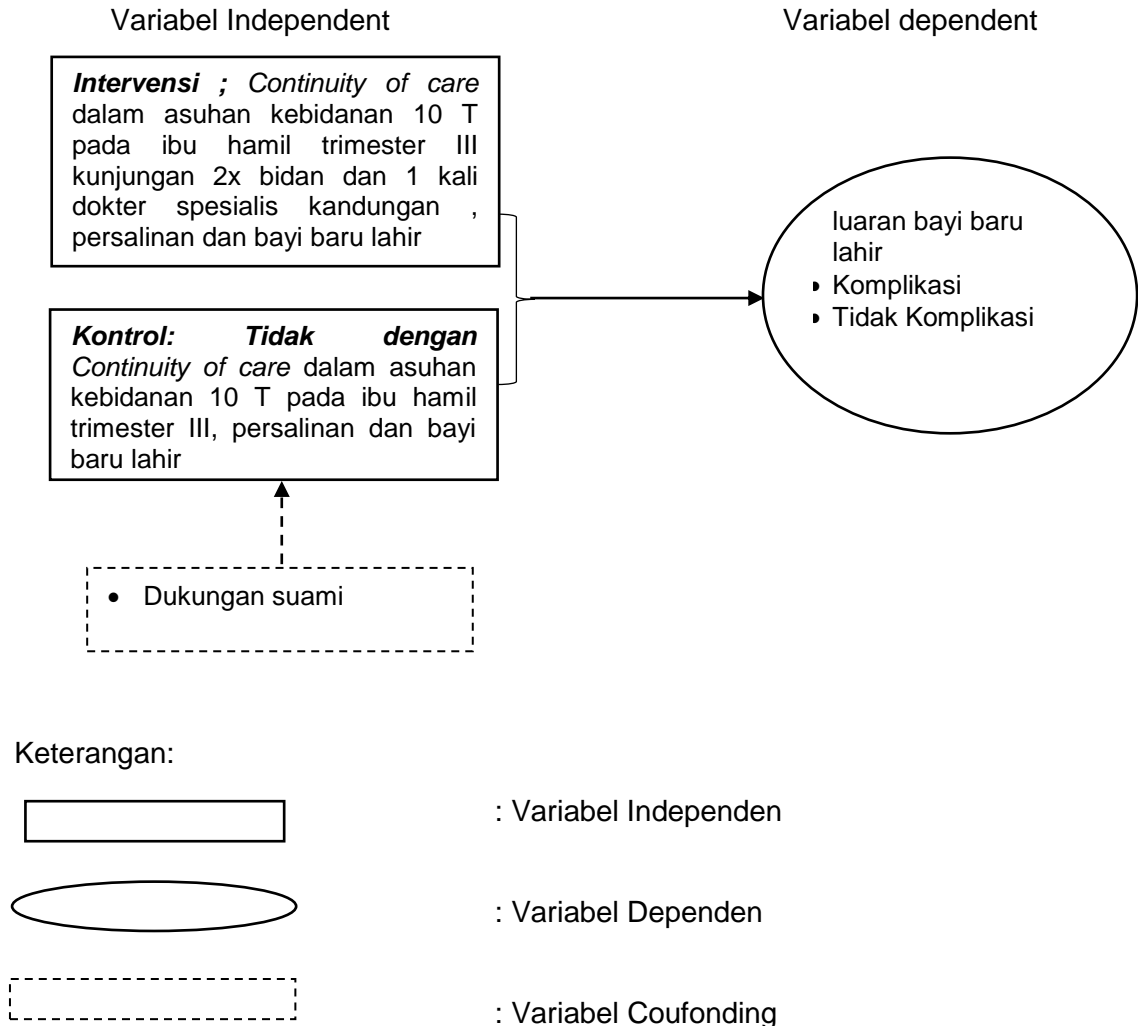 Variabel Independent
Variabel dependent
Intervensi ; Continuity of care
dalam asuhan kebidanan 10 T
pada ibu hamil trimester III
kunjungan 2x bidan dan 1 kali
dokter spesialis kandungan ,
persalinan dan bayi baru lahir
Kontrol: Tidak dengan
Continuity of care dalam asuhan
kebidanan 10 T pada ibu hamil
trimester III, persalinan dan bayi
baru lahir
• Dukungan suami
luaran bayi baru
lahir
• Komplikasi
• Tidak Komplikasi
Keterangan:
: Variabel Independen
: Variabel Dependen
: Variabel Coufonding